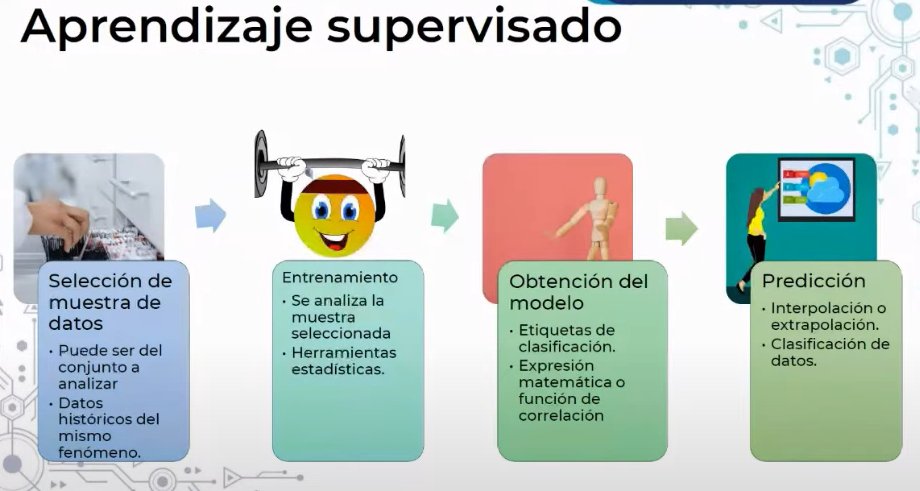 Aprendizaje supervisado
Selección de
muestra de
datos
• Puede ser del
conjunto a
analizar
• Datos
históricos del
mismo
fenómeno.
Entrenamiento
• Se analiza la
muestra
seleccionada
• Herramientas
estadísticas.
Obtención del
modelo
• Etiquetas de
clasificación.
• Expresión
matemática o
función de
correlación
Predicción
• Interpolación o
extrapolación.
• Clasificación de
datos.